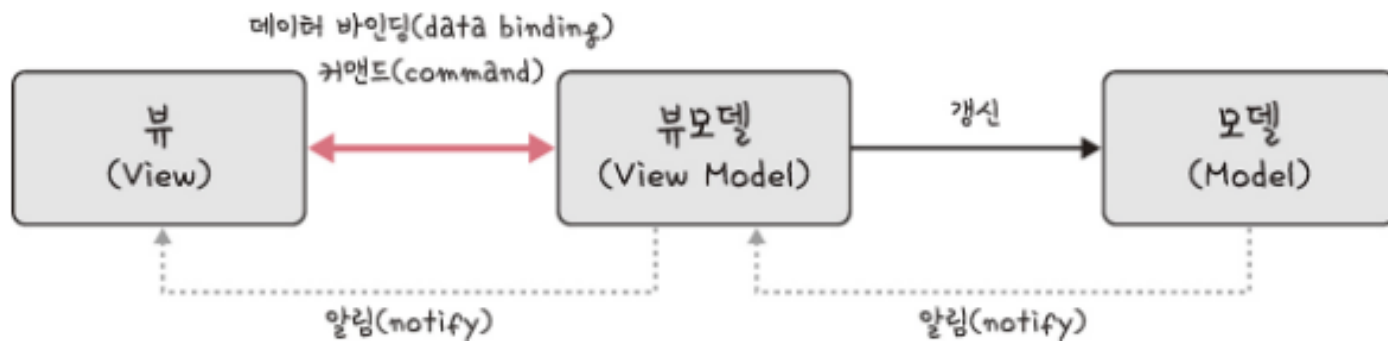 데이터 바인딩(data binding)
커맨드(command)
뷰
(View)
뷰모델
(View Model)
갱신
모델
(Model)
알림(notify)
알림(notify)